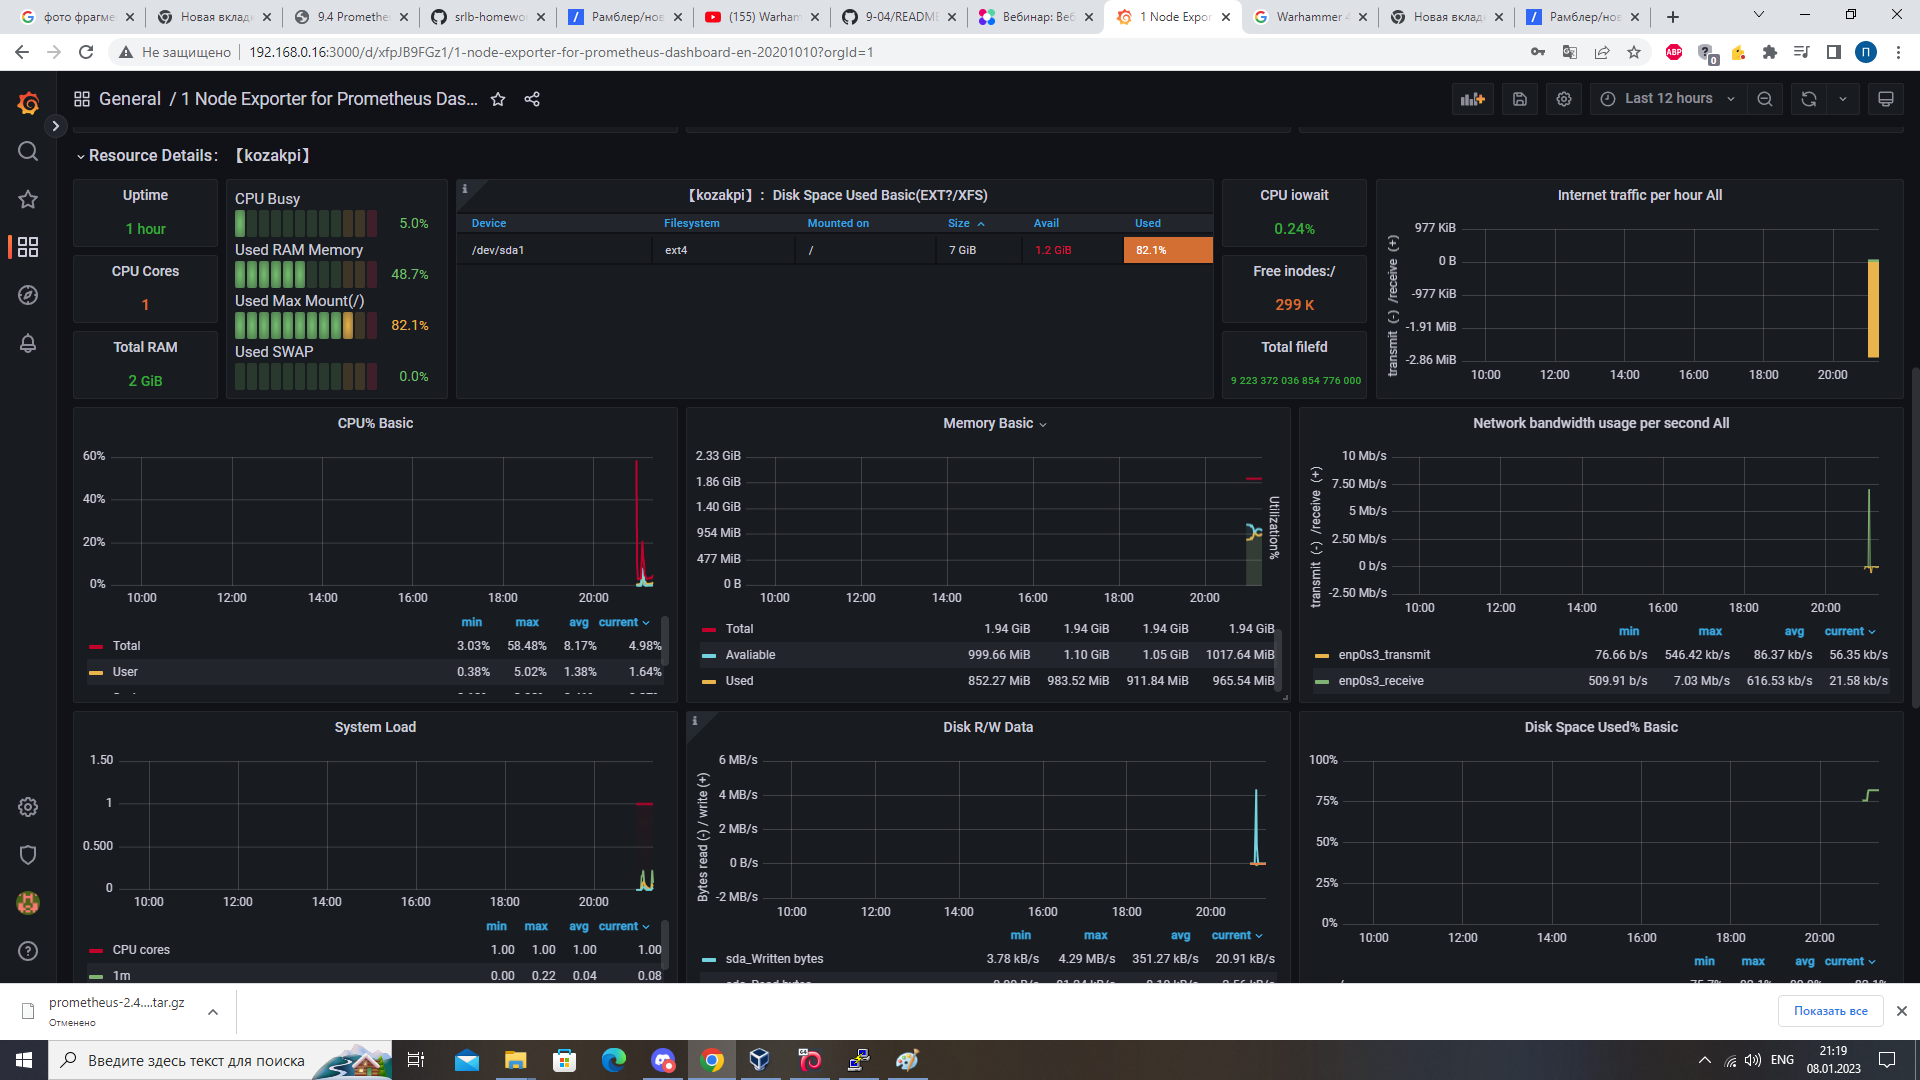 фото фрагме
Новая вклад
9.4 Prometheu
srlb-homewo
Рамблер/нов
(155) Warham
9-04/README
Вебинар: Веб
1 Node Expor
Warhammer 4
Новая вклад
Рамблер/нов
Не защищено
192.168.0.16:3000/d/xfpJB9FGz1/1-node-exporter-for-prometheus-dashboard-en-20201010?orgId=1
ABP
0
П
General / 1 Node Exporter for Prometheus Das...
Last 12 hours
Resource Details: 【kozakpi】
Uptime
1 hour
CPU Cores
1
Total RAM
2 GiB
CPU Busy
5.0%
Used RAM Memory
48.7%
Used Max Mount(/)
82.1%
Used SWAP
0.0%
【kozakpi】: Disk Space Used Basic(EXT?/XFS)
Device Filesystem Mounted on Size Avail Used
/dev/sda1 ext4 / 7 GiB 1.2 GiB 82.1%
CPU iowait
0.24%
Free inodes:/
299 K
Total filefd
9 223 372 036 854 776 000
Internet traffic per hour All
transmit (-) /receive (+)
977 KiB
0 B
-977 KiB
-1.91 MiB
-2.86 MiB
10:00 12:00 14:00 16:00 18:00 20:00
CPU% Basic
60%
40%
20%
0%
10:00 12:00 14:00 16:00 18:00 20:00
min max avg current
Total 3.03% 58.48% 8.17% 4.98%
User 0.38% 5.02% 1.38% 1.64%
Memory Basic
2.33 GiB
1.86 GiB
1.40 GiB
954 MiB
477 MiB
0 B
Utilization%
10:00 12:00 14:00 16:00 18:00 20:00
Total 1.94 GiB 1.94 GiB 1.94 GiB 1.94 GiB
Avaliable 999.66 MiB 1.10 GiB 1.05 GiB 1017.64 MiB
Used 852.27 MiB 983.52 MiB 911.84 MiB 965.54 MiB
Network bandwidth usage per second All
transmit (-) /receive (+)
10 Mb/s
7.50 Mb/s
5 Mb/s
2.50 Mb/s
0 b/s
-2.50 Mb/s
10:00 12:00 14:00 16:00 18:00 20:00
min max avg current
enp0s3_transmit 76.66 b/s 546.42 kb/s 86.37 kb/s 56.35 kb/s
enp0s3_receive 509.91 b/s 7.03 Mb/s 616.53 kb/s 21.58 kb/s
System Load
1.50
1
0.500
0
10:00 12:00 14:00 16:00 18:00 20:00
min max avg current
CPU cores 1.00 1.00 1.00 1.00
1m 0.00 0.22 0.04 0.08
Disk R/W Data
Bytes read (-) / write (+)
6 MB/s
4 MB/s
2 MB/s
0 B/s
-2 MB/s
10:00 12:00 14:00 16:00 18:00 20:00
min max avg current
sda_Written bytes 3.78 kB/s 4.29 MB/s 351.27 kB/s 20.91 kB/s
Disk Space Used% Basic
100%
75%
50%
25%
0%
10:00 12:00 14:00 16:00 18:00 20:00
min max avg current
prometheus-2.4....tar.gz
Отменено
Показать все
Введите здесь текст для поиска
ENG
21:19
08.01.2023